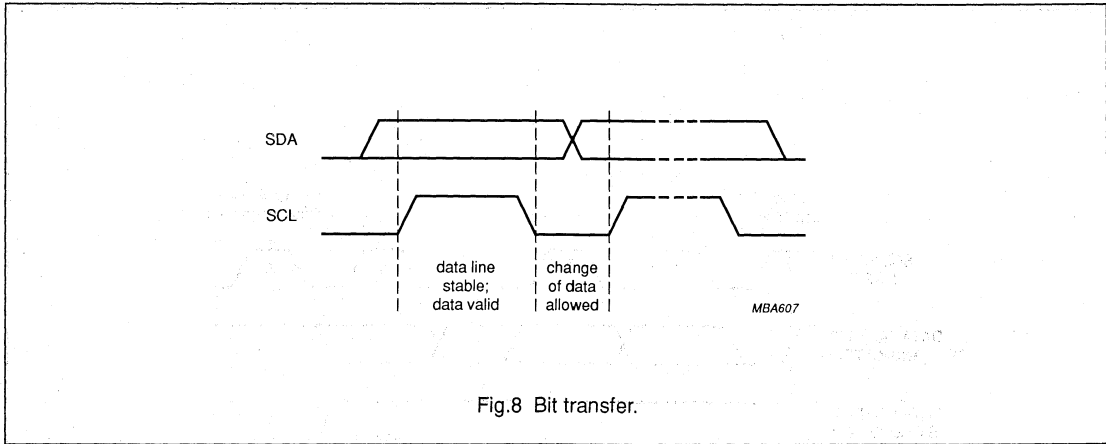 SDA
SCL
data line
stable;
data valid
change
of data
allowed
MBA607
Fig.8 Bit transfer.